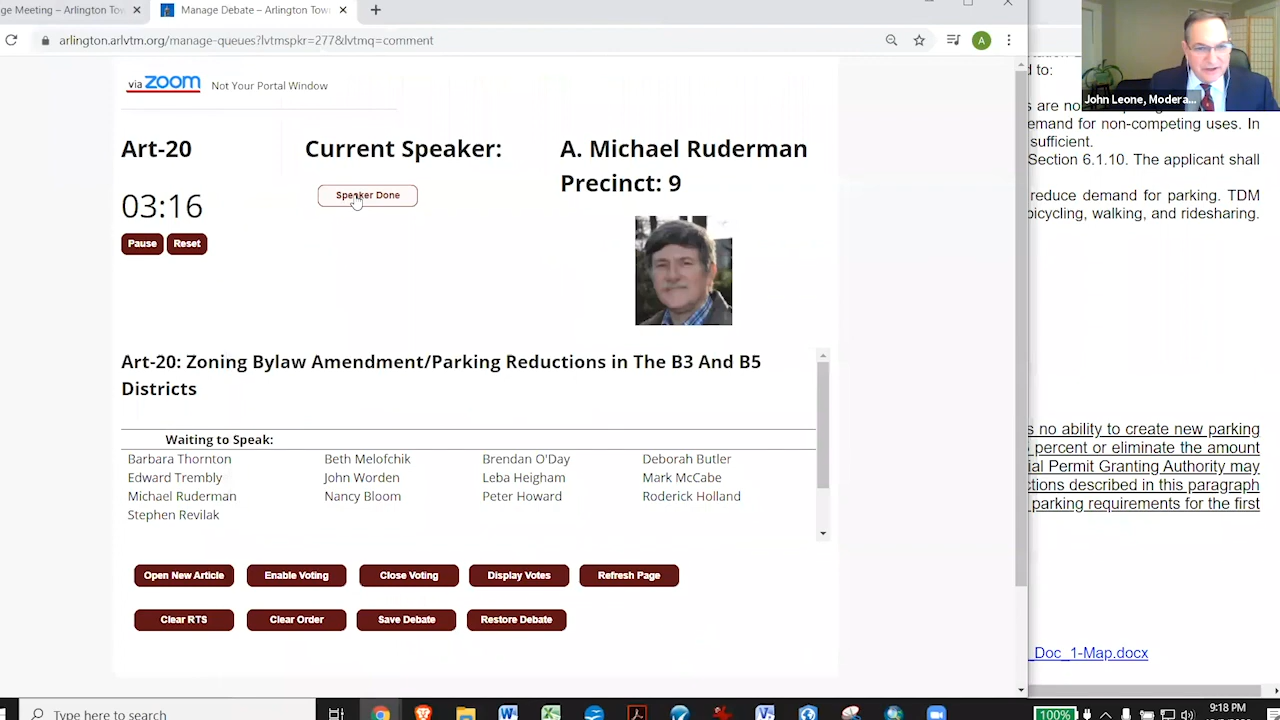 ge Meeting – Arlington Tow
Manage Debate – Arlington Town
arlington.arlvtm.org/manage-queues?lvtmspkr=277&lvtmq=comment
A
via zoom Not Your Portal Window
Art-20
Current Speaker:
A. Michael Ruderman
Precinct: 9
Speaker Done
03:16
Pause
Reset
Art-20: Zoning Bylaw Amendment/Parking Reductions in The B3 And B5
Districts
Waiting to Speak:
Barbara Thornton Beth Melofchik Brendan O'Day Deborah Butler
Edward Trembly John Worden Leba Heigham Mark McCabe
Michael Ruderman Nancy Bloom Peter Howard Roderick Holland
Stephen Revilak
Open New Article Enable Voting Close Voting Display Votes Refresh Page
Clear RTS Clear Order Save Debate Restore Debate
John Leone, Modera...
d to:
s are no
emand for non-competing uses. In
sufficient.
Section 6.1.10. The applicant shall
reduce demand for parking. TDM
bicycling, walking, and ridesharing.
s no ability to create new parking
percent or eliminate the amount
ial Permit Granting Authority may
ctions described in this paragraph
parking requirements for the first
_Doc_1-Map.docx
Type here to search
100%
9:18 PM